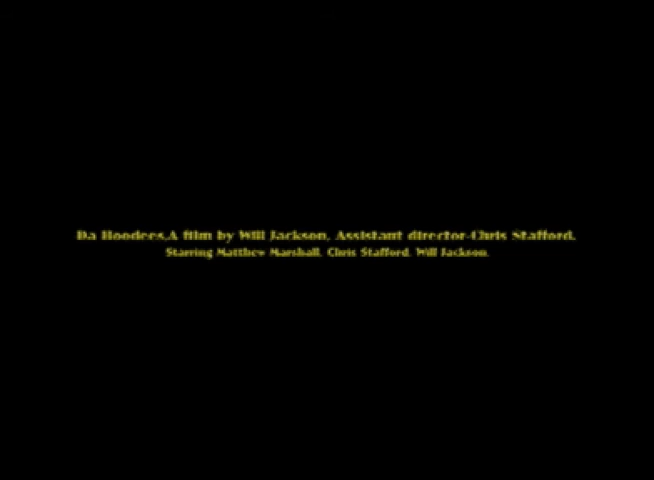 Da Hoodees.A film by Will Jackson. Assistant director-Chris Stafford.
Starring Matthew Marshall. Chris Stafford. Will Jackson.